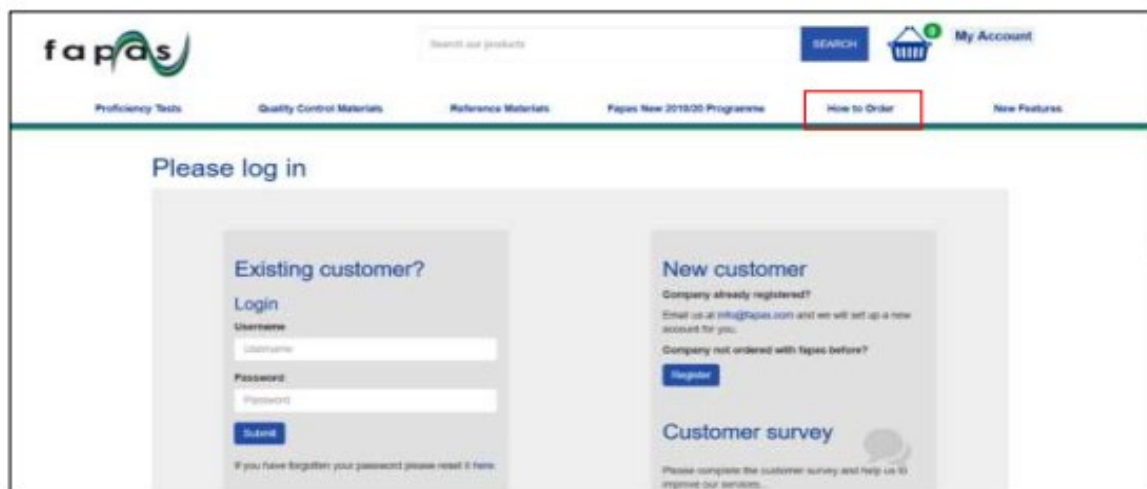 fapas
Search our products
SEARCH
0
My Account
Proficiency Tests
Quality Control Materials
Reference Materials
Fapas New 2019/20 Programme
How to Order
New Features
Please log in
Existing customer?
Login
Username
Username
Password
Password
Submit
If you have forgotten your password please reset it here.
New customer
Company already registered?
Email us at info@fapas.com and we will set up a new
account for you.
Company not ordered with fapas before?
Register
Customer survey
Please complete the customer survey and help us to
improve our services...